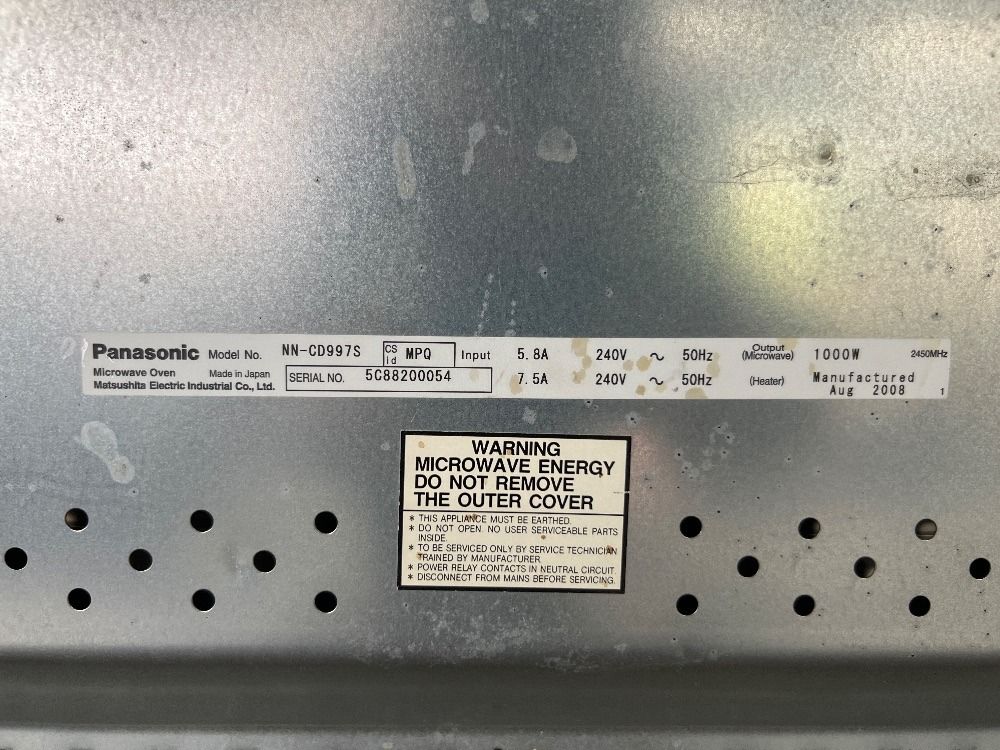 Panasonic Model No. NN-CD997S CS id MPQ Input 5.8A 240V ~ 50Hz Output (Microwave) 1000W 2450MHz
Microwave Oven Made in Japan SERIAL NO. 5C88200054 7.5A 240V ~ 50Hz (Heater) Manufactured
Matsushita Electric Industrial Co., Ltd. Aug 2008 1
WARNING
MICROWAVE ENERGY
DO NOT REMOVE
THE OUTER COVER
* THIS APPLIANCE MUST BE EARTHED.
* DO NOT OPEN. NO USER SERVICEABLE PARTS
INSIDE.
* TO BE SERVICED ONLY BY SERVICE TECHNICIAN
TRAINED BY MANUFACTURER.
* POWER RELAY CONTACTS IN NEUTRAL CIRCUIT.
* DISCONNECT FROM MAINS BEFORE SERVICING.